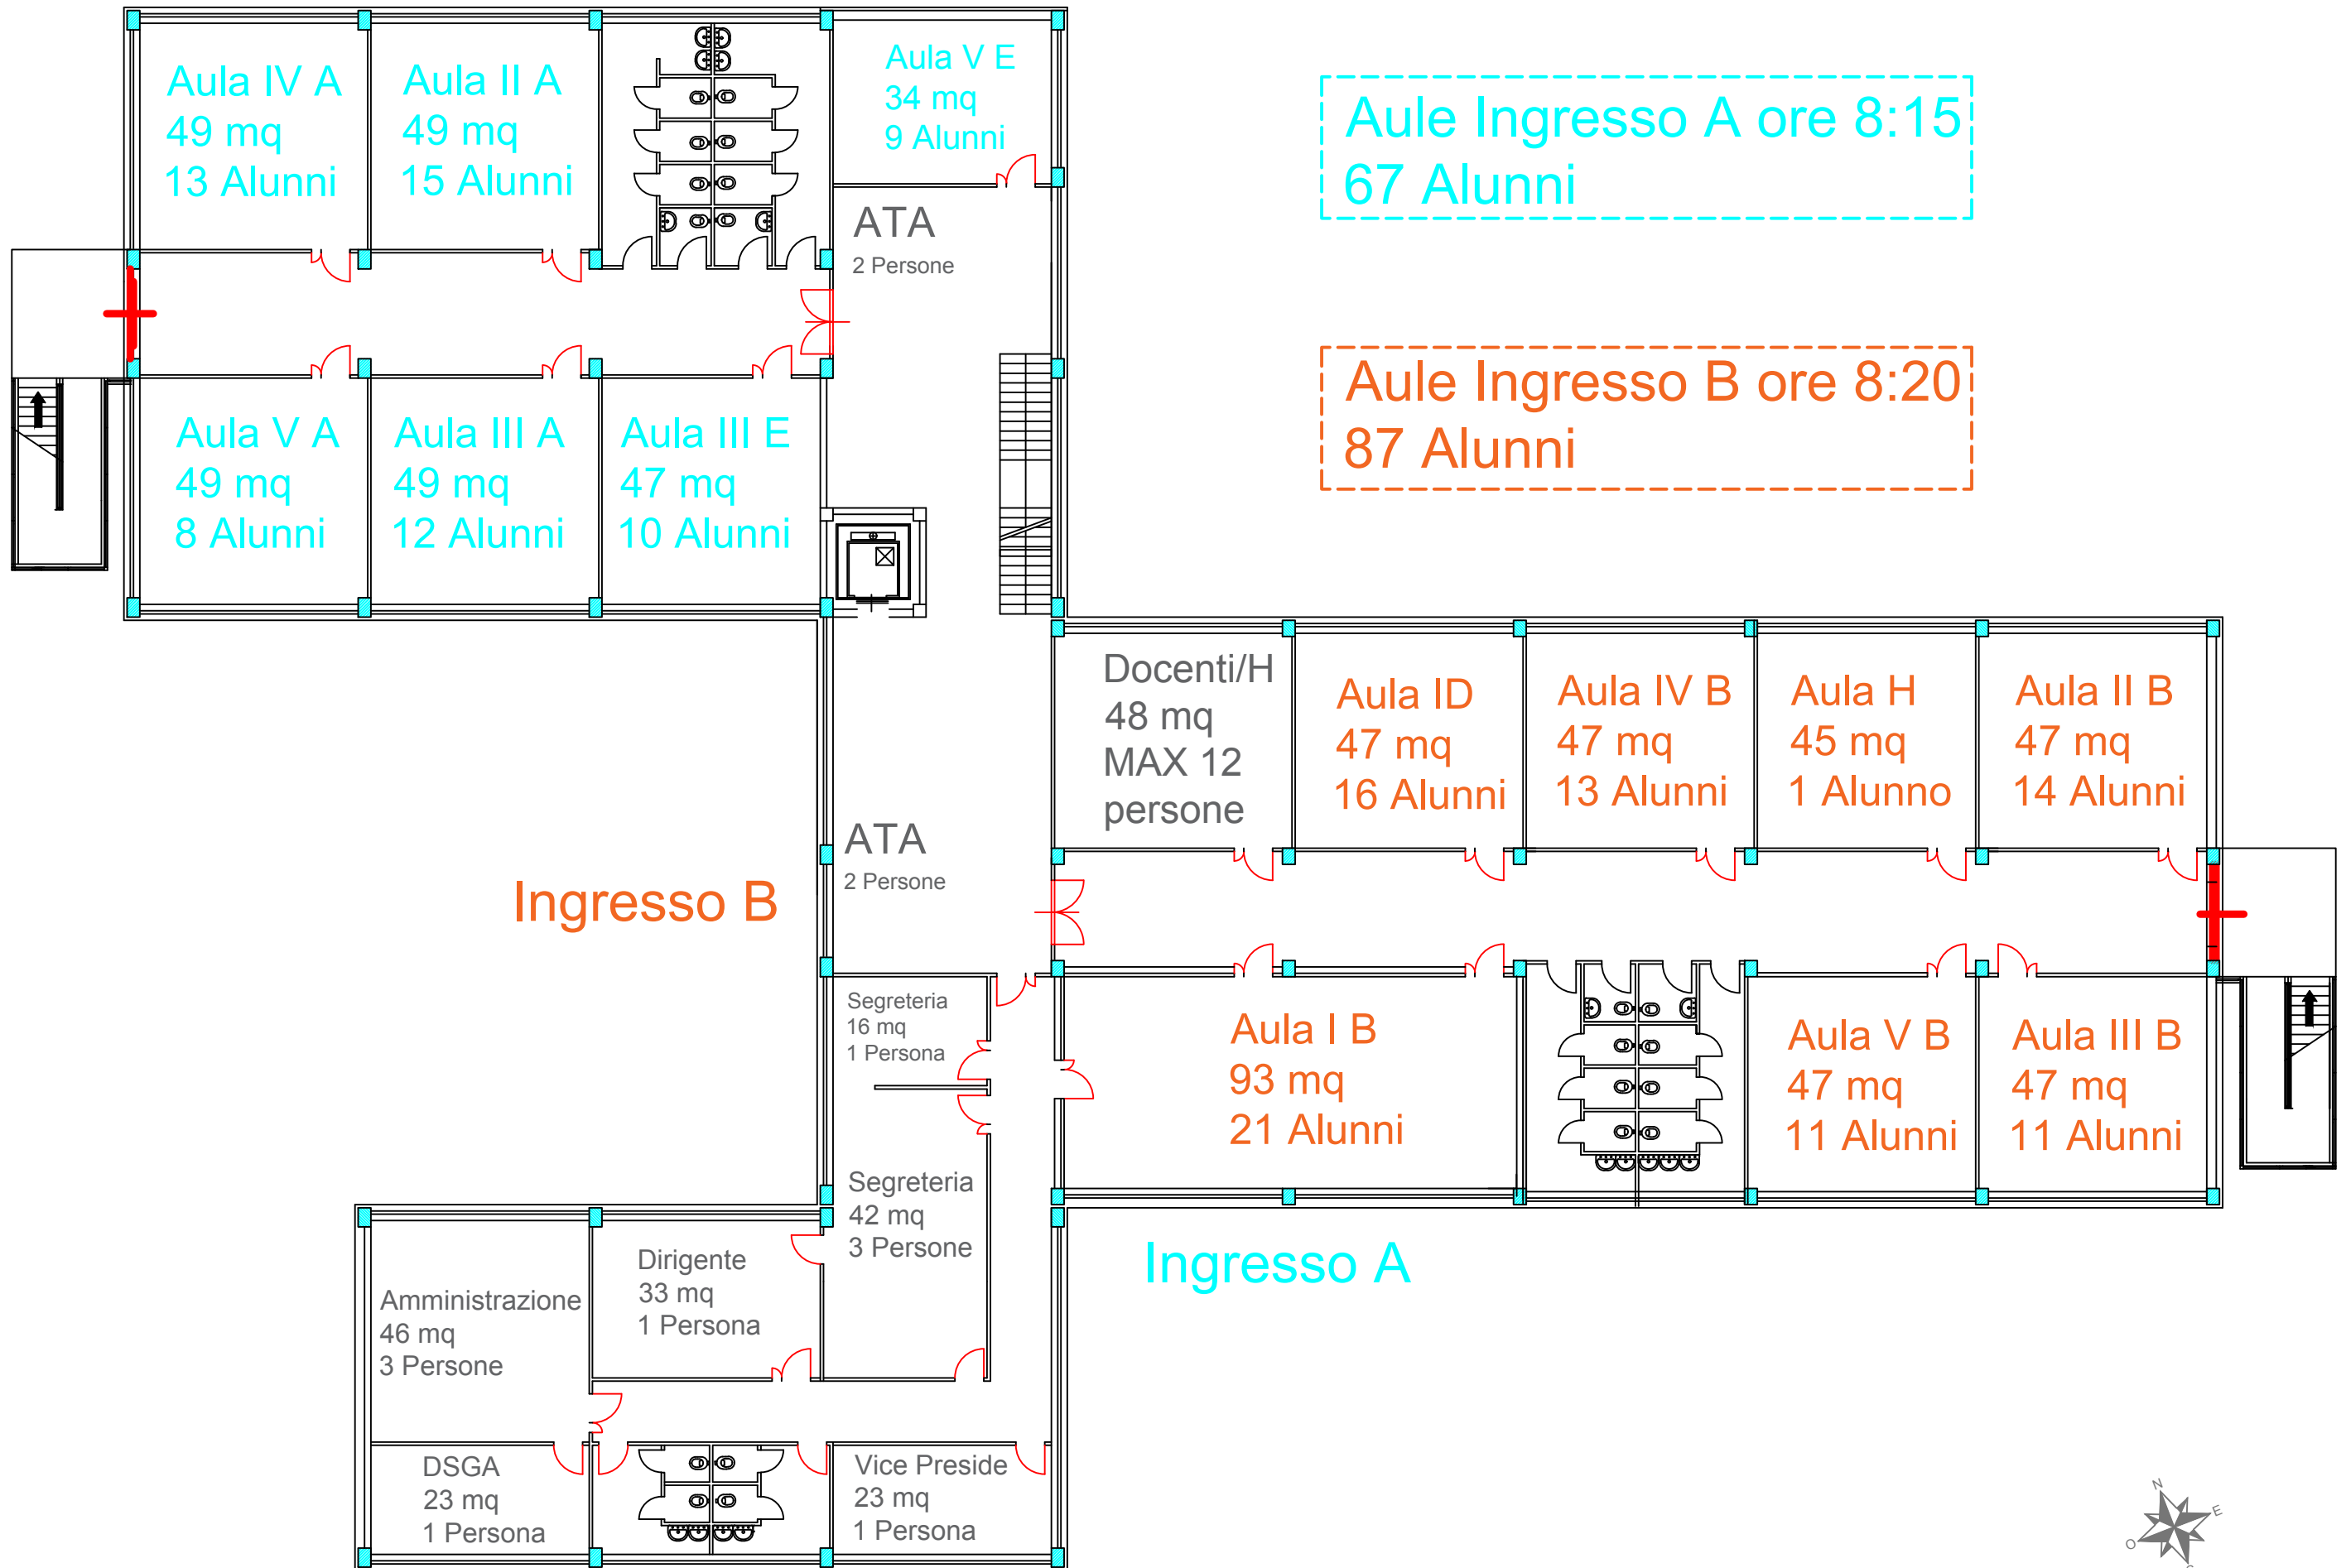 Aula IV A
49 mq
13 Alunni
Aula II A
49 mq
15 Alunni
Aula V E
34 mq
9 Alunni
Aule Ingresso A ore 8:15
67 Alunni
ATA
2 Persone
Aule Ingresso B ore 8:20
87 Alunni
Aula V A
49 mq
8 Alunni
Aula III A
49 mq
12 Alunni
Aula III E
47 mq
10 Alunni
Docenti/H
48 mq
MAX 12
persone
Aula ID
47 mq
16 Alunni
Aula IV B
47 mq
13 Alunni
Aula H
45 mq
1 Alunno
Aula II B
47 mq
14 Alunni
ATA
2 Persone
Ingresso B
Segreteria
16 mq
1 Persona
Aula I B
93 mq
21 Alunni
Aula V B
47 mq
11 Alunni
Aula III B
47 mq
11 Alunni
Segreteria
42 mq
3 Persone
Ingresso A
Dirigente
33 mq
1 Persona
Amministrazione
46 mq
3 Persone
DSGA
23 mq
1 Persona
Vice Preside
23 mq
1 Persona
N
E
O